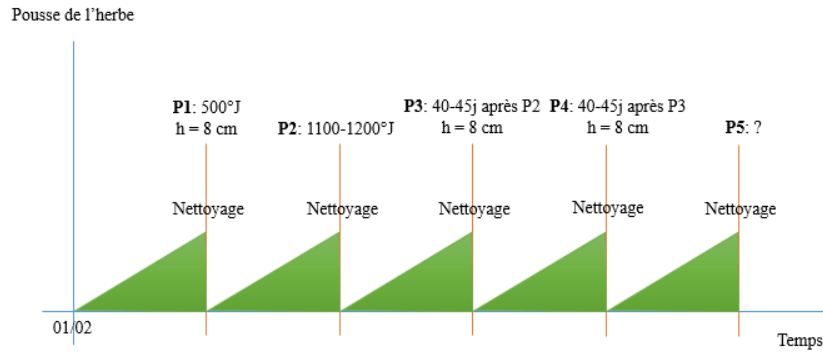 Pousse de l'herbe
P1: 500°J
h = 8 cm
P2: 1100-1200°J
P3: 40-45j après P2
h = 8 cm
P4: 40-45j après P3
h = 8 cm
P5: ?
Nettoyage
Nettoyage
Nettoyage
Nettoyage
Nettoyage
01/02
Temps